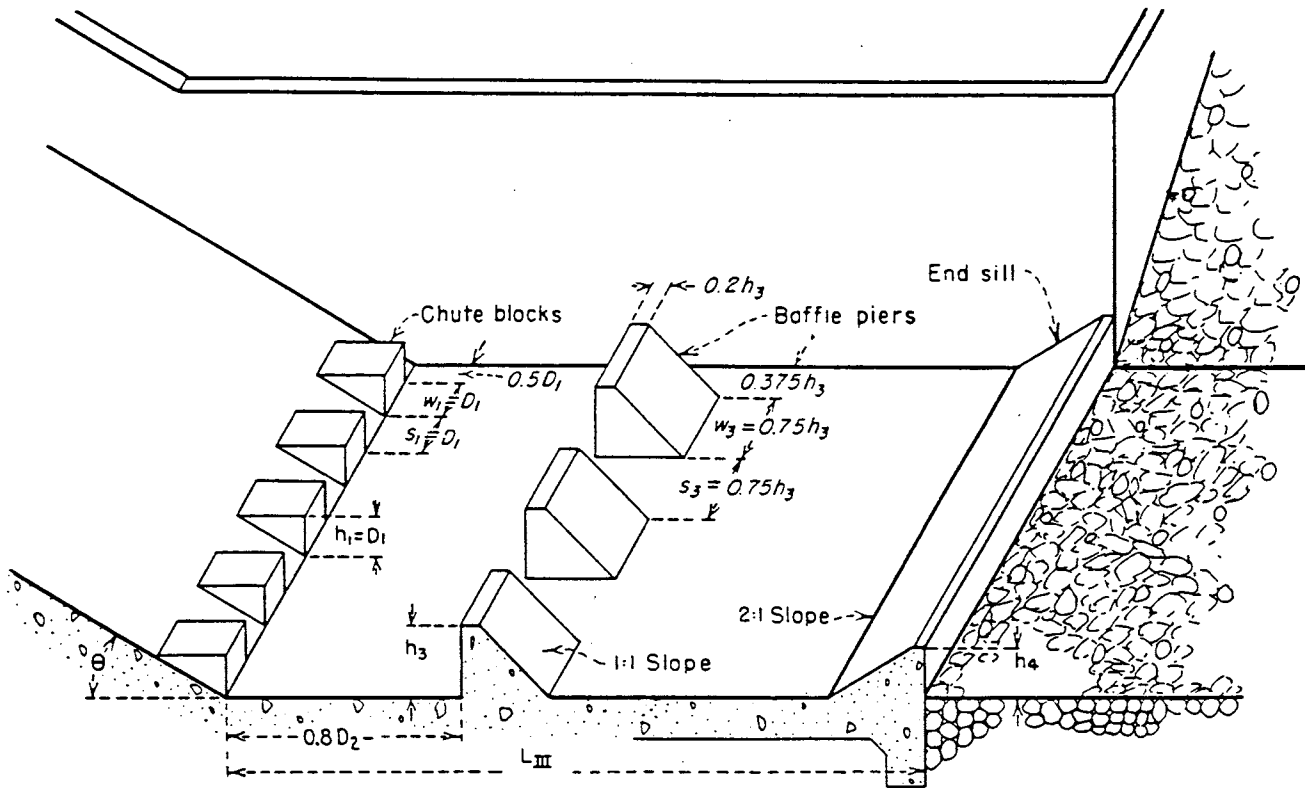 0.2h₃
End sill
Chute blocks
Baffle piers
0.5D₁
0.375h₃
w₁=D₁
w₃=0.75h₃
s₁=D₁
s₃=0.75h₃
h₁=D₁
2:1 Slope
h₃
1:1 Slope
h₄
θ
0.8D₂
L III